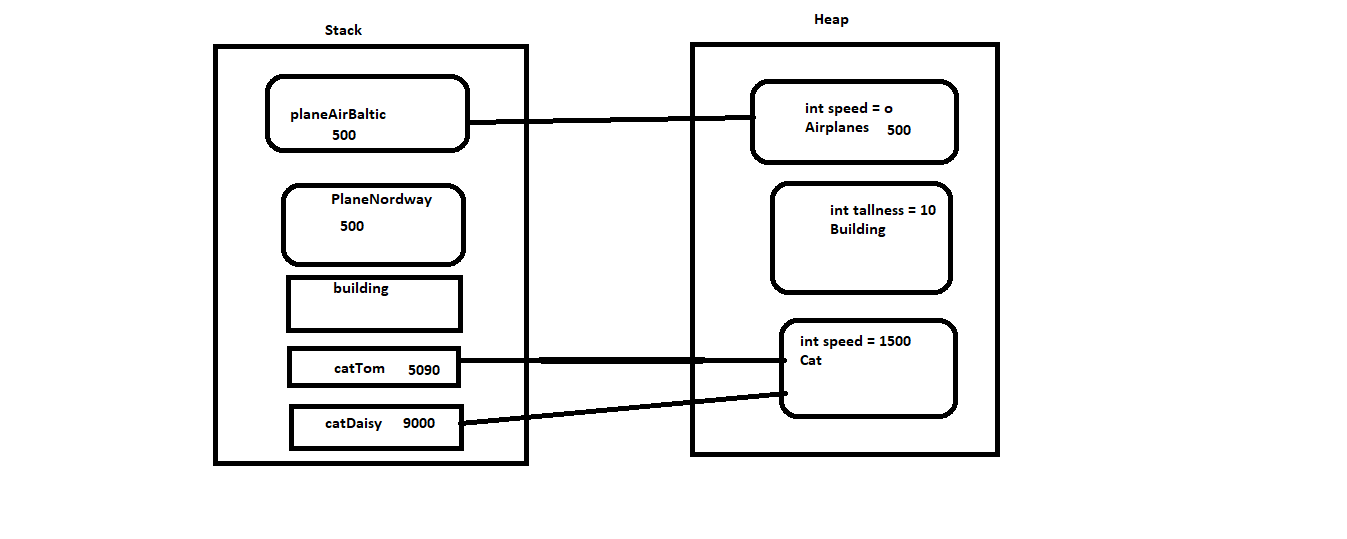 Stack
planeAirBaltic
500
PlaneNordway
500
building
catTom 5090
catDaisy 9000
Heap
int speed = o
Airplanes 500
int tallness = 10
Building
int speed = 1500
Cat